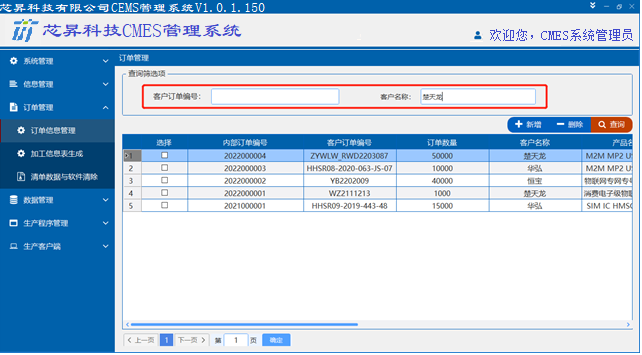 芯昇科技有限公司CEMS管理系统V1.0.1.150
芯昇科技CMES管理系统
欢迎您, CMES系统管理员
系统管理
信息管理
订单管理
订单信息管理
加工信息表生成
清单数据与软件清除
数据管理
生产程序管理
生产客户端
订单管理
查询筛选项
客户订单编号: 客户名称: 楚天龙
新增 删除 查询
选择 内部订单编号 客户订单编号 订单数量 客户名称 产品名
1 2022000004 ZYWLW_RWD2203087 50000 楚天龙 M2M MP2 U
2 2022000003 HHSR08-2020-063-JS-07 10000 华弘 M2M MP2 U
3 2022000002 YB2202009 40000 恒宝 物联网专网专号
4 2022000001 WZ2111213 1000 楚天龙 消费电子级物联
5 2021000001 HHSR09-2019-443-48 15000 华弘 SIM IC HMSC
上一页 1 下一页 第 1 页 确定